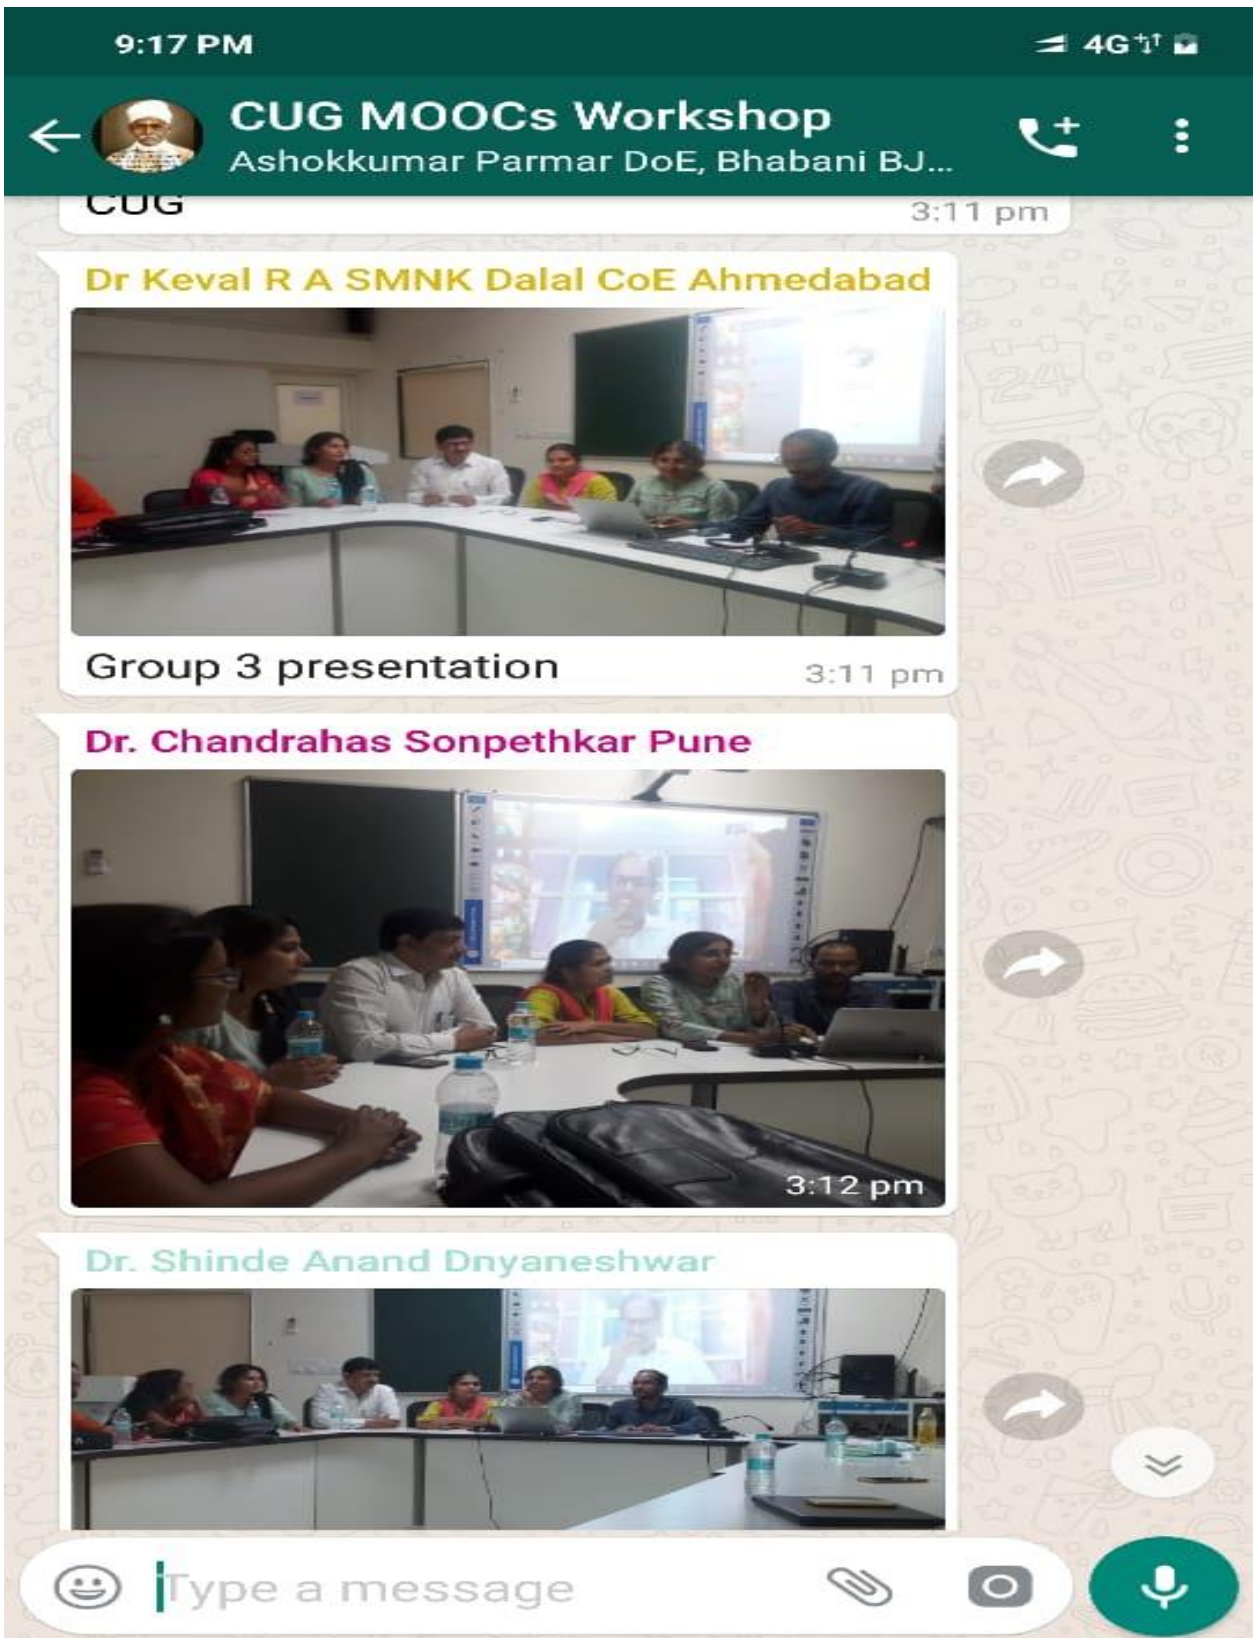 9:17 PM
4G+
CUG MOOCs Workshop
Ashokkumar Parmar DoE, Bhabani BJ...
CUG
3:11 pm
Dr Keval R A SMNK Dalal CoE Ahmedabad
Group 3 presentation
3:11 pm
Dr. Chandrahas Sonpethkar Pune
3:12 pm
Dr. Shinde Anand Dnyaneshwar
Type a message